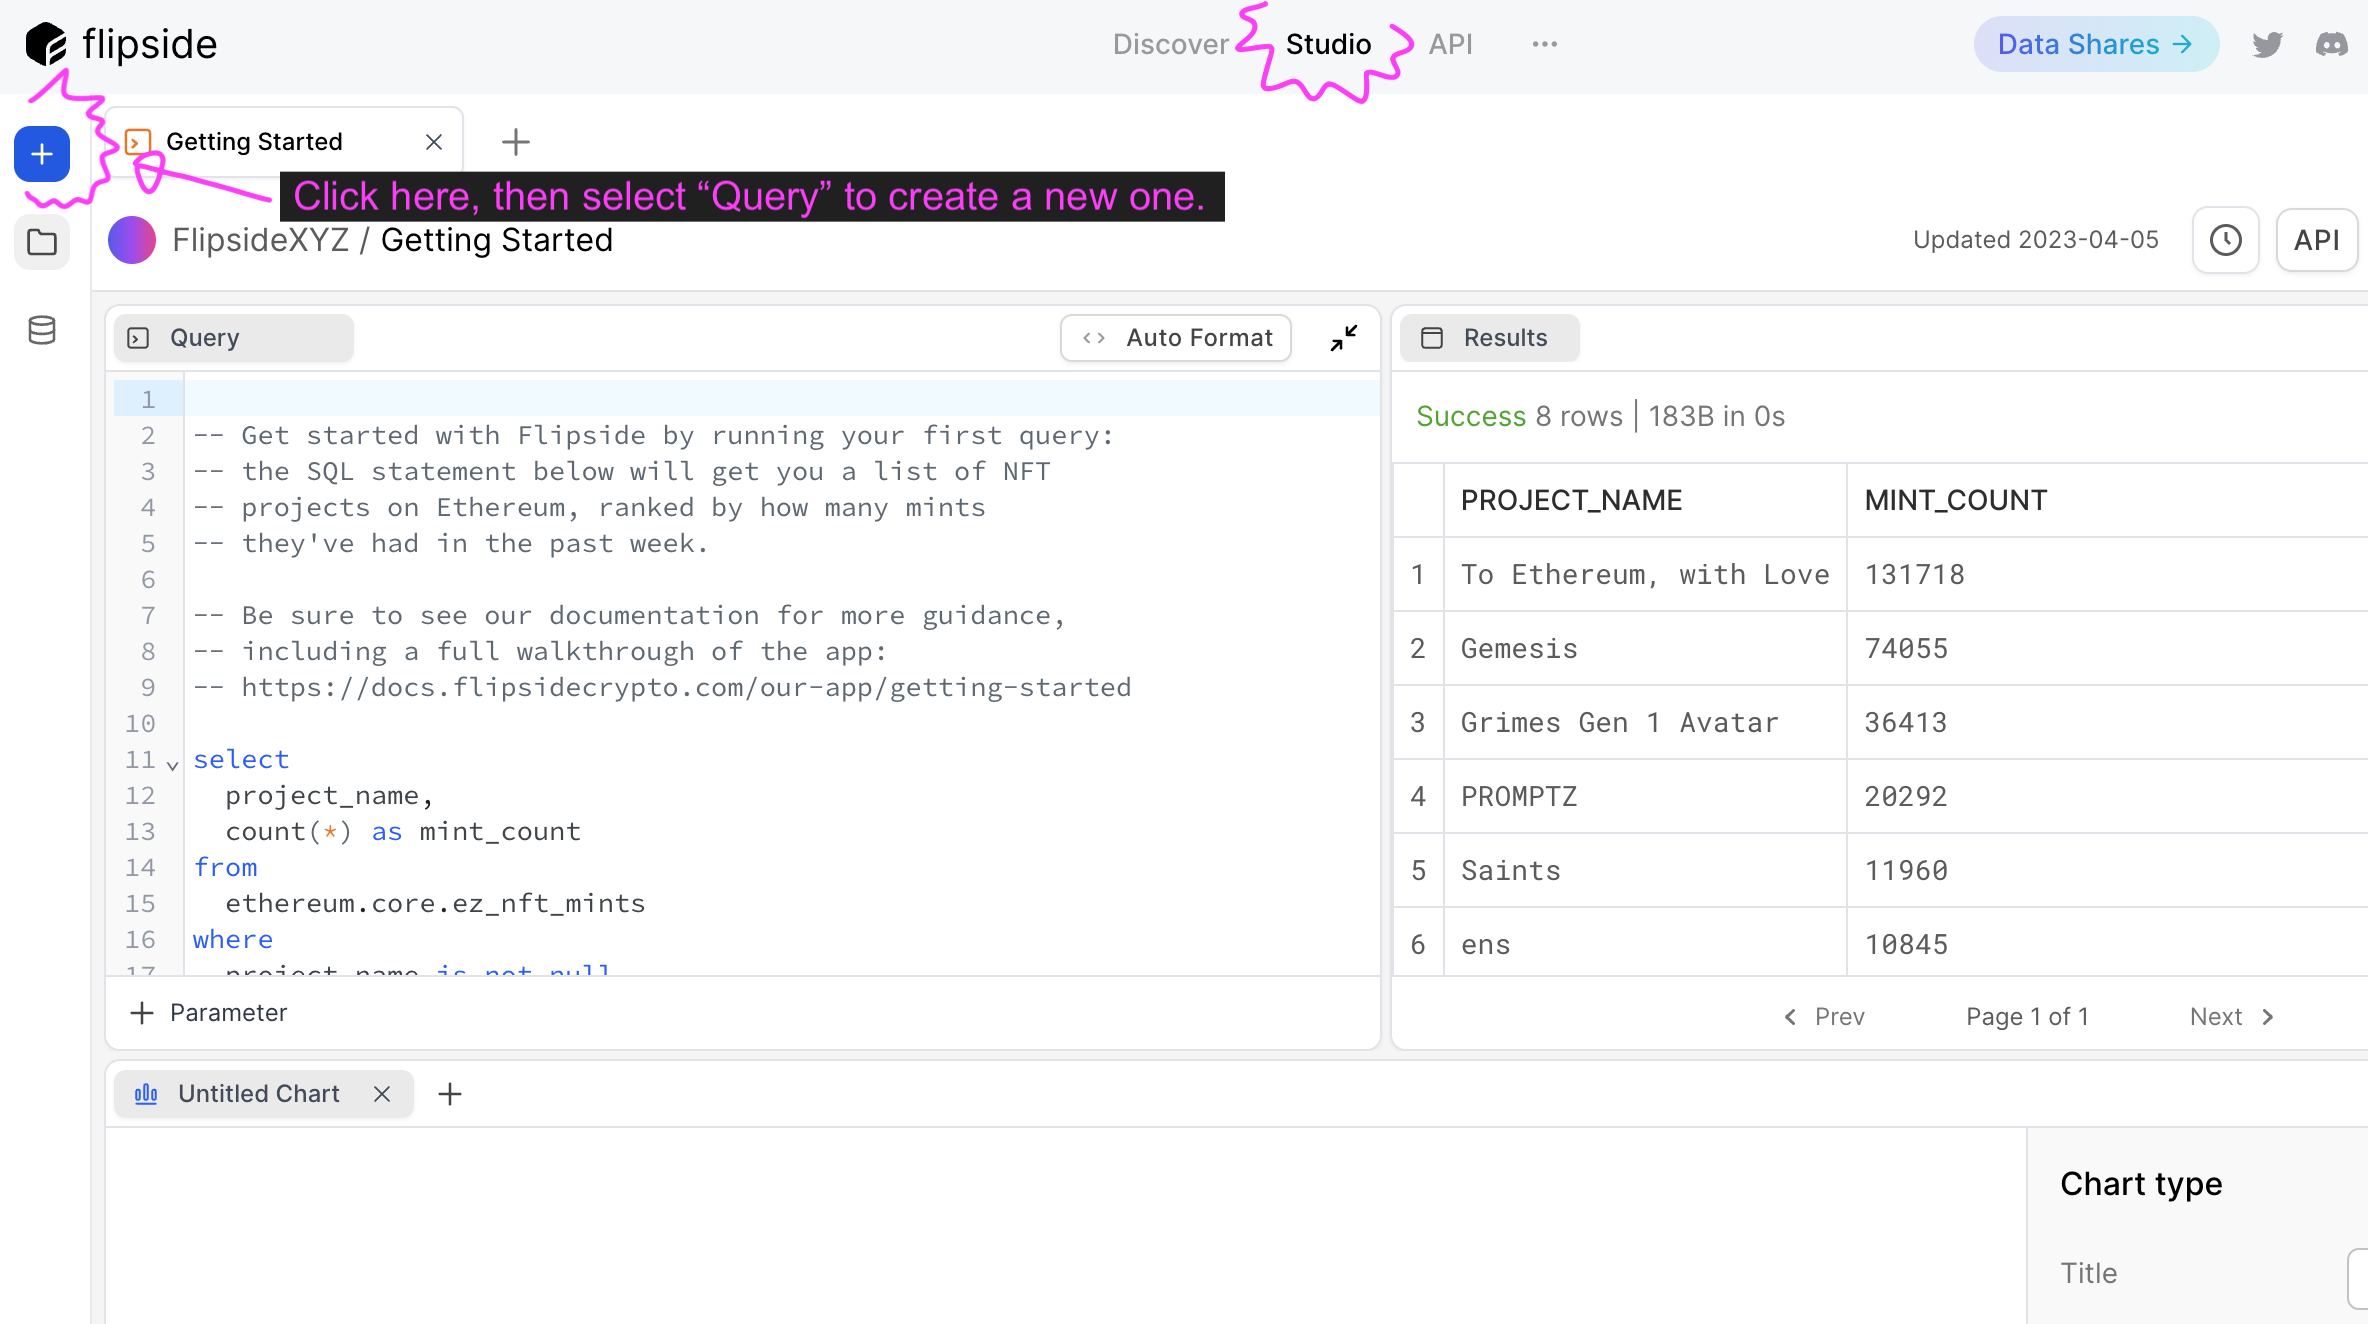 flipside
Discover Studio API ...
Data Shares →
Getting Started
Click here, then select “Query” to create a new one.
FlipsideXYZ / Getting Started
Updated 2023-04-05
API
Query
<> Auto Format
1
2 -- Get started with Flipside by running your first query:
3 -- the SQL statement below will get you a list of NFT
4 -- projects on Ethereum, ranked by how many mints
5 -- they've had in the past week.
6
7 -- Be sure to see our documentation for more guidance,
8 -- including a full walkthrough of the app:
9 -- https://docs.flipsidecrypto.com/our-app/getting-started
10
11 select
12 project_name,
13 count(*) as mint_count
14 from
15 ethereum.core.ez_nft_mints
16 where
17 project_name is not null
+ Parameter
Results
Success 8 rows | 183B in 0s
PROJECT_NAME MINT_COUNT
1 To Ethereum, with Love 131718
2 Gemesis 74055
3 Grimes Gen 1 Avatar 36413
4 PROMPTZ 20292
5 Saints 11960
6 ens 10845
< Prev Page 1 of 1 Next >
Untitled Chart
Chart type
Title